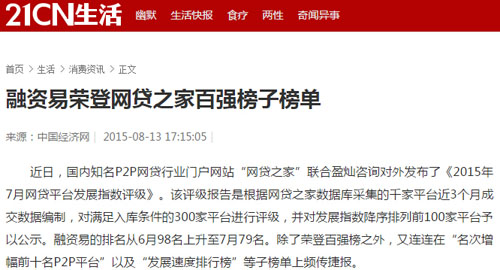 21CN生活 幽默 生活快报 食疗 两性 奇闻异事
首页 > 生活 > 消费资讯 > 正文
融资易荣登网贷之家百强榜子榜单
来源：中国经济网 | 2015-08-13 17:15:05 |
近日，国内知名P2P网贷行业门户网站“网贷之家”联合盈灿咨询对外发布了《2015年
7月网贷平台发展指数评级》。该评级报告是根据网贷之家数据库采集的千家平台近3个月成
交数据编制，对满足入库条件的300家平台进行评级，并对发展指数降序排列前100家平台予
以公示。融资易的排名从6月98名上升至7月79名。除了荣登百强榜之外，又连连在“名次增
幅前十名P2P平台”以及“发展速度排行榜”等子榜单上频传捷报。